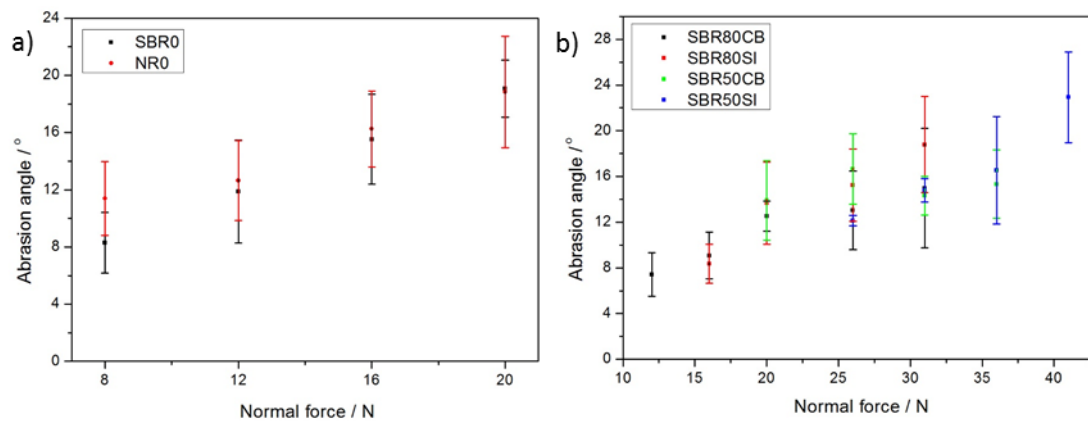 a)
24
20
16
12
8
4
0
Abrasion angle / °
SBR0
NR0
8
12
16
20
Normal force / N
b)
28
24
20
16
12
8
4
0
Abrasion angle / °
SBR80CB
SBR80SI
SBR50CB
SBR50SI
10
15
20
25
30
35
40
Normal force / N